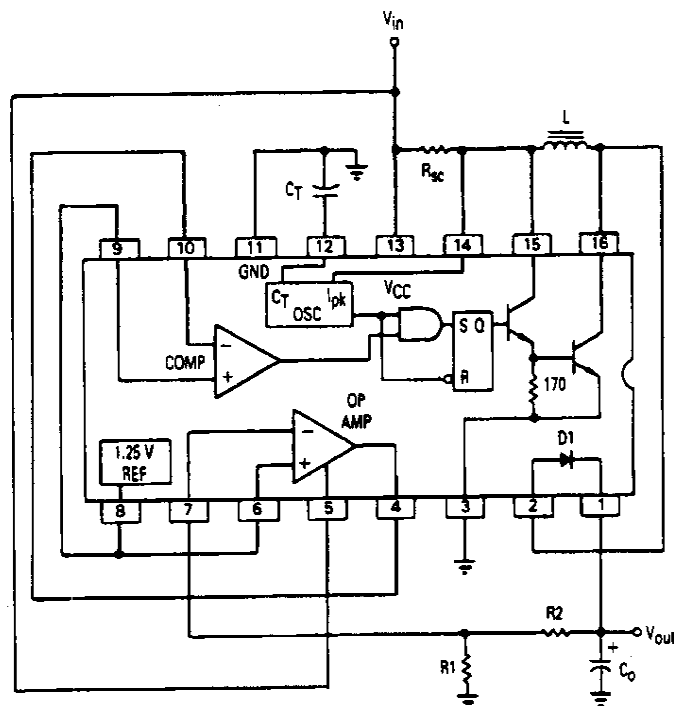 Vin
L
Rsc
CT
9 10 11 12 13 14 15 16
GND
VCC
CT Ipk
OSC
S Q
R
COMP
-
+
170
OP
AMP
-
+
1.25 V
REF
D1
8 7 6 5 4 3 2 1
R2
Vout
R1
+
Co